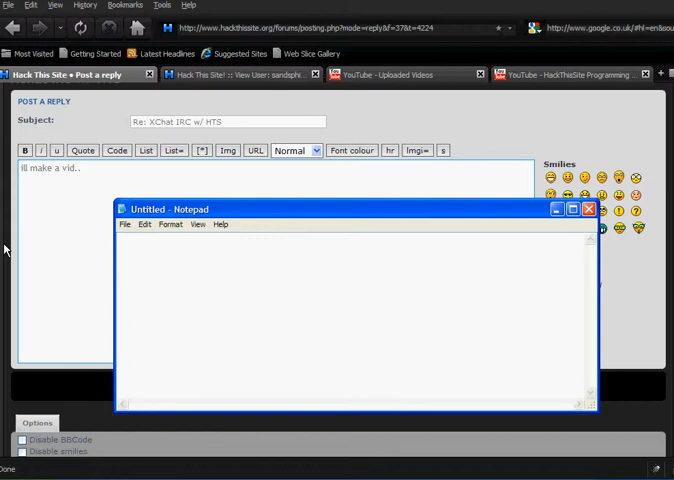 File Edit View History Bookmarks Tools Help
http://www.hackthissite.org/forums/posting.php?mode=reply&f=37&t=4224
http://www.google.co.uk/#hl=en&sou
Most Visited Getting Started Latest Headlines Suggested Sites Web Slice Gallery
Hack This Site • Post a reply
Hack This Site! :: View User: sandsphi...
YouTube - Uploaded Videos
YouTube - HackThisSite Programming ...
POST A REPLY
Subject:
Re: XChat IRC w/ HTS
B i u Quote Code List List= [*] Img URL Normal Font colour hr Imgi= s
ill make a vid..
Smilies
Untitled - Notepad
File Edit Format View Help
Options
Disable BBCode
Disable smilies
Done